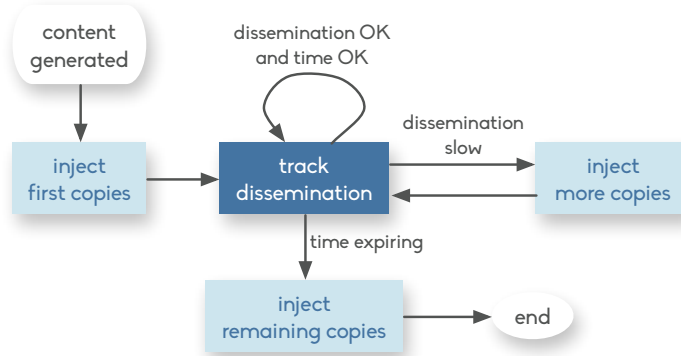 content
generated
dissemination OK
and time OK
inject
first copies
track
dissemination
dissemination
slow
inject
more copies
time expiring
inject
remaining copies
end